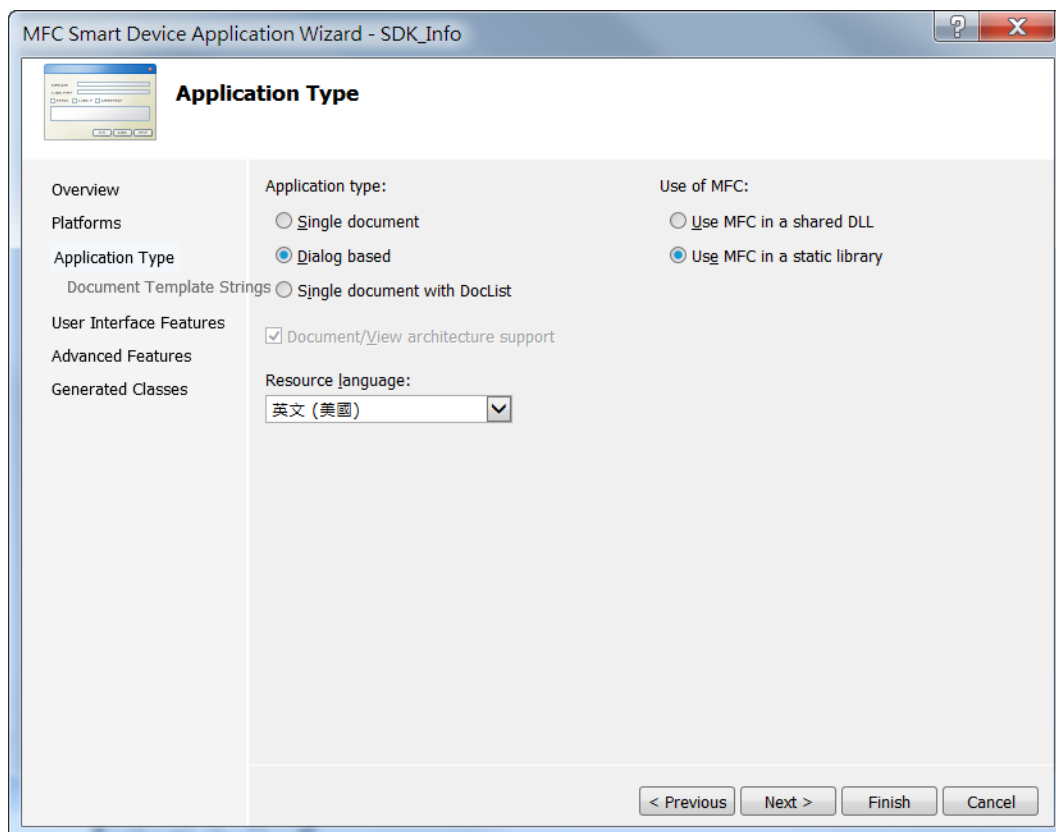 MFC Smart Device Application Wizard - SDK_Info
Application Type
Overview
Platforms
Application Type
Document Template Strings
User Interface Features
Advanced Features
Generated Classes
Application type:
Single document
Dialog based
Single document with DocList
Document/View architecture support
Resource language:
英文 (美國)
Use of MFC:
Use MFC in a shared DLL
Use MFC in a static library
< Previous
Next >
Finish
Cancel